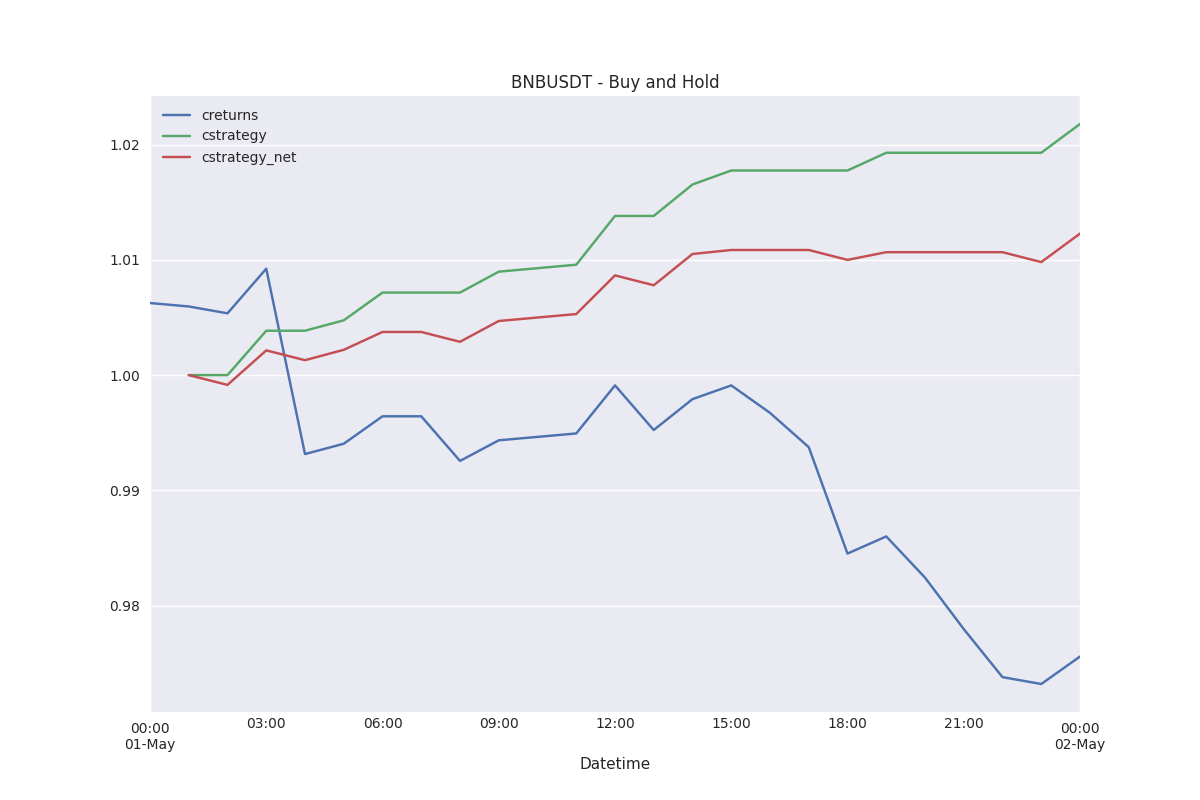 BNBUSDT - Buy and Hold
creturns
cstrategy
cstrategy_net
1.02
1.01
1.00
0.99
0.98
00:00
01-May
03:00
06:00
09:00
12:00
15:00
18:00
21:00
00:00
02-May
Datetime